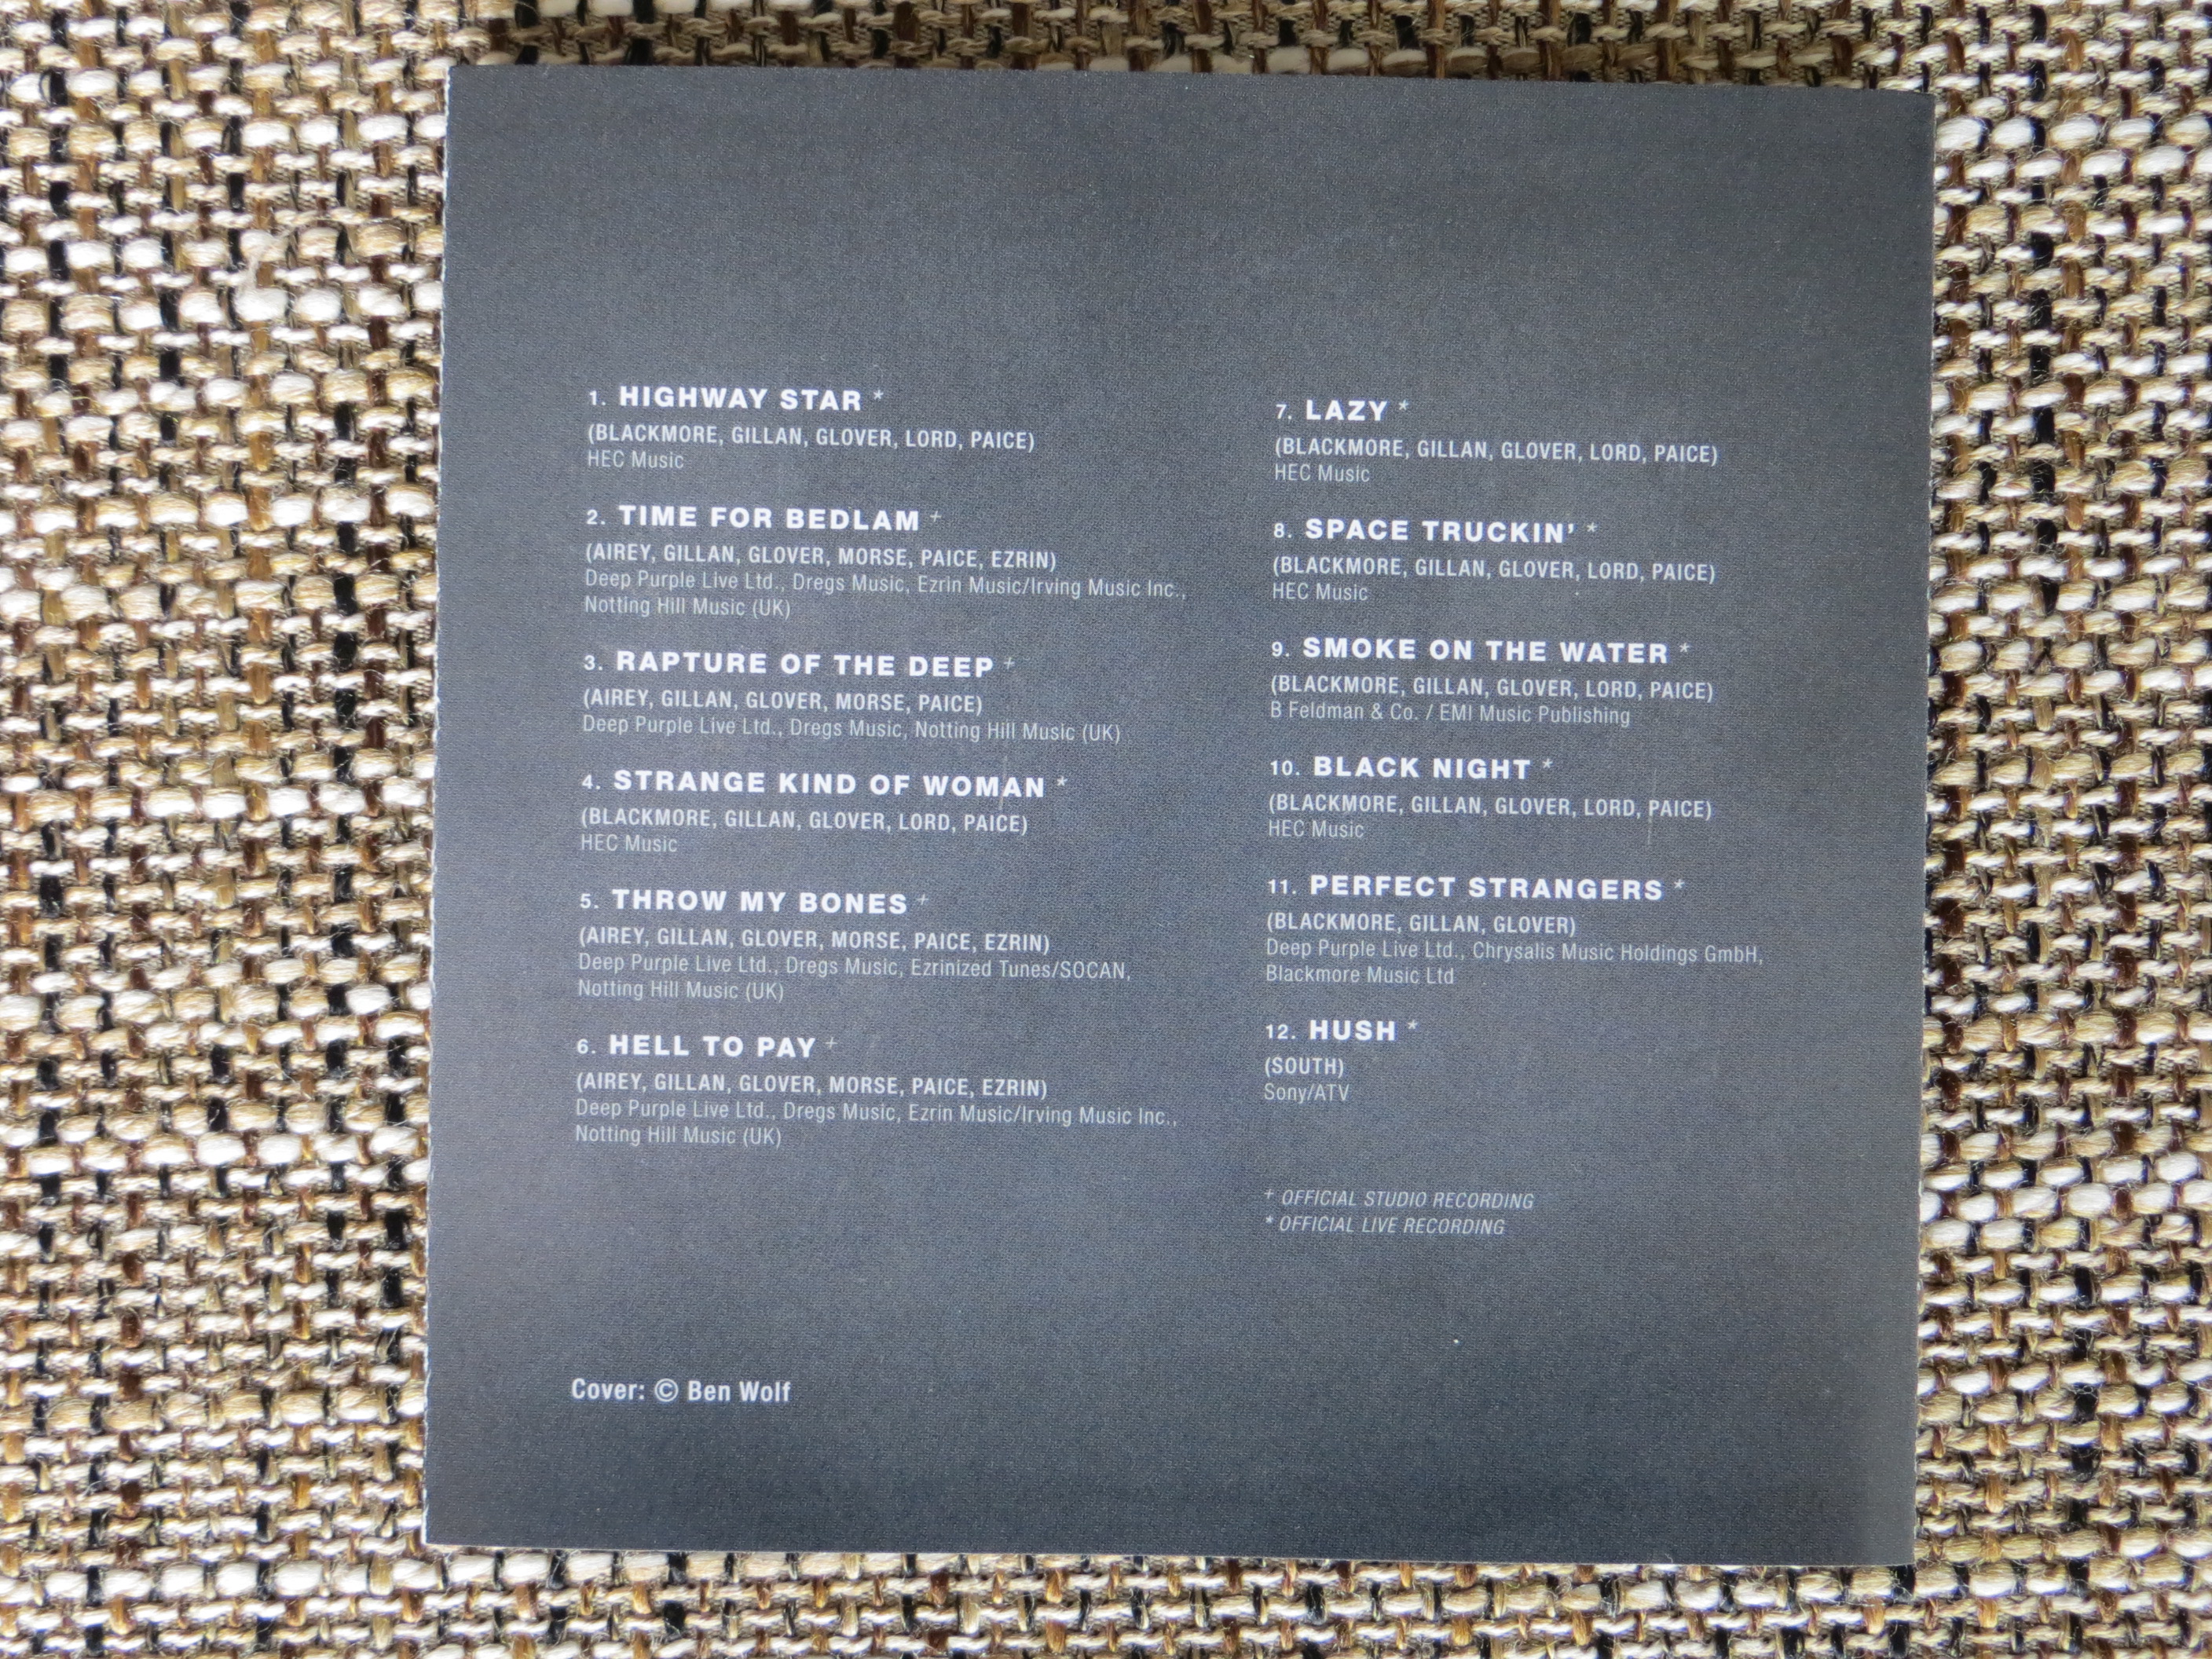 1. HIGHWAY STAR *
(BLACKMORE, GILLAN, GLOVER, LORD, PAICE)
HEC Music
2. TIME FOR BEDLAM +
(AIREY, GILLAN, GLOVER, MORSE, PAICE, EZRIN)
Deep Purple Live Ltd., Dregs Music, Ezrin Music/Irving Music Inc.,
Notting Hill Music (UK)
3. RAPTURE OF THE DEEP +
(AIREY, GILLAN, GLOVER, MORSE, PAICE)
Deep Purple Live Ltd., Dregs Music, Notting Hill Music (UK)
4. STRANGE KIND OF WOMAN *
(BLACKMORE, GILLAN, GLOVER, LORD, PAICE)
HEC Music
5. THROW MY BONES +
(AIREY, GILLAN, GLOVER, MORSE, PAICE, EZRIN)
Deep Purple Live Ltd., Dregs Music, Ezrinized Tunes/SOCAN,
Notting Hill Music (UK)
6. HELL TO PAY +
(AIREY, GILLAN, GLOVER, MORSE, PAICE, EZRIN)
Deep Purple Live Ltd., Dregs Music, Ezrin Music/Irving Music Inc.,
Notting Hill Music (UK)
7. LAZY *
(BLACKMORE, GILLAN, GLOVER, LORD, PAICE)
HEC Music
8. SPACE TRUCKIN' *
(BLACKMORE, GILLAN, GLOVER, LORD, PAICE)
HEC Music
9. SMOKE ON THE WATER *
(BLACKMORE, GILLAN, GLOVER, LORD, PAICE)
B Feldman & Co. / EMI Music Publishing
10. BLACK NIGHT *
(BLACKMORE, GILLAN, GLOVER, LORD, PAICE)
HEC Music
11. PERFECT STRANGERS *
(BLACKMORE, GILLAN, GLOVER)
Deep Purple Live Ltd., Chrysalis Music Holdings GmbH,
Blackmore Music Ltd
12. HUSH *
(SOUTH)
Sony/ATV
+ OFFICIAL STUDIO RECORDING
* OFFICIAL LIVE RECORDING
Cover: © Ben Wolf